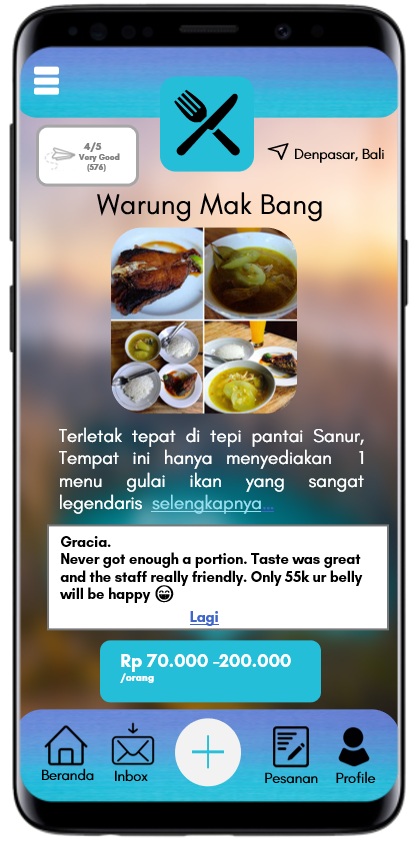 4/5
Very Good
(576)
Denpasar, Bali
Warung Mak Bang
Terletak tepat di tepi pantai Sanur,
Tempat ini hanya menyediakan 1
menu gulai ikan yang sangat
legendaris selengkapnya...
Gracia.
Never got enough a portion. Taste was great
and the staff really friendly. Only 55k ur belly
will be happy 😁
Lagi
Rp 70.000 -200.000
/orang
Beranda
Inbox
Pesanan
Profile